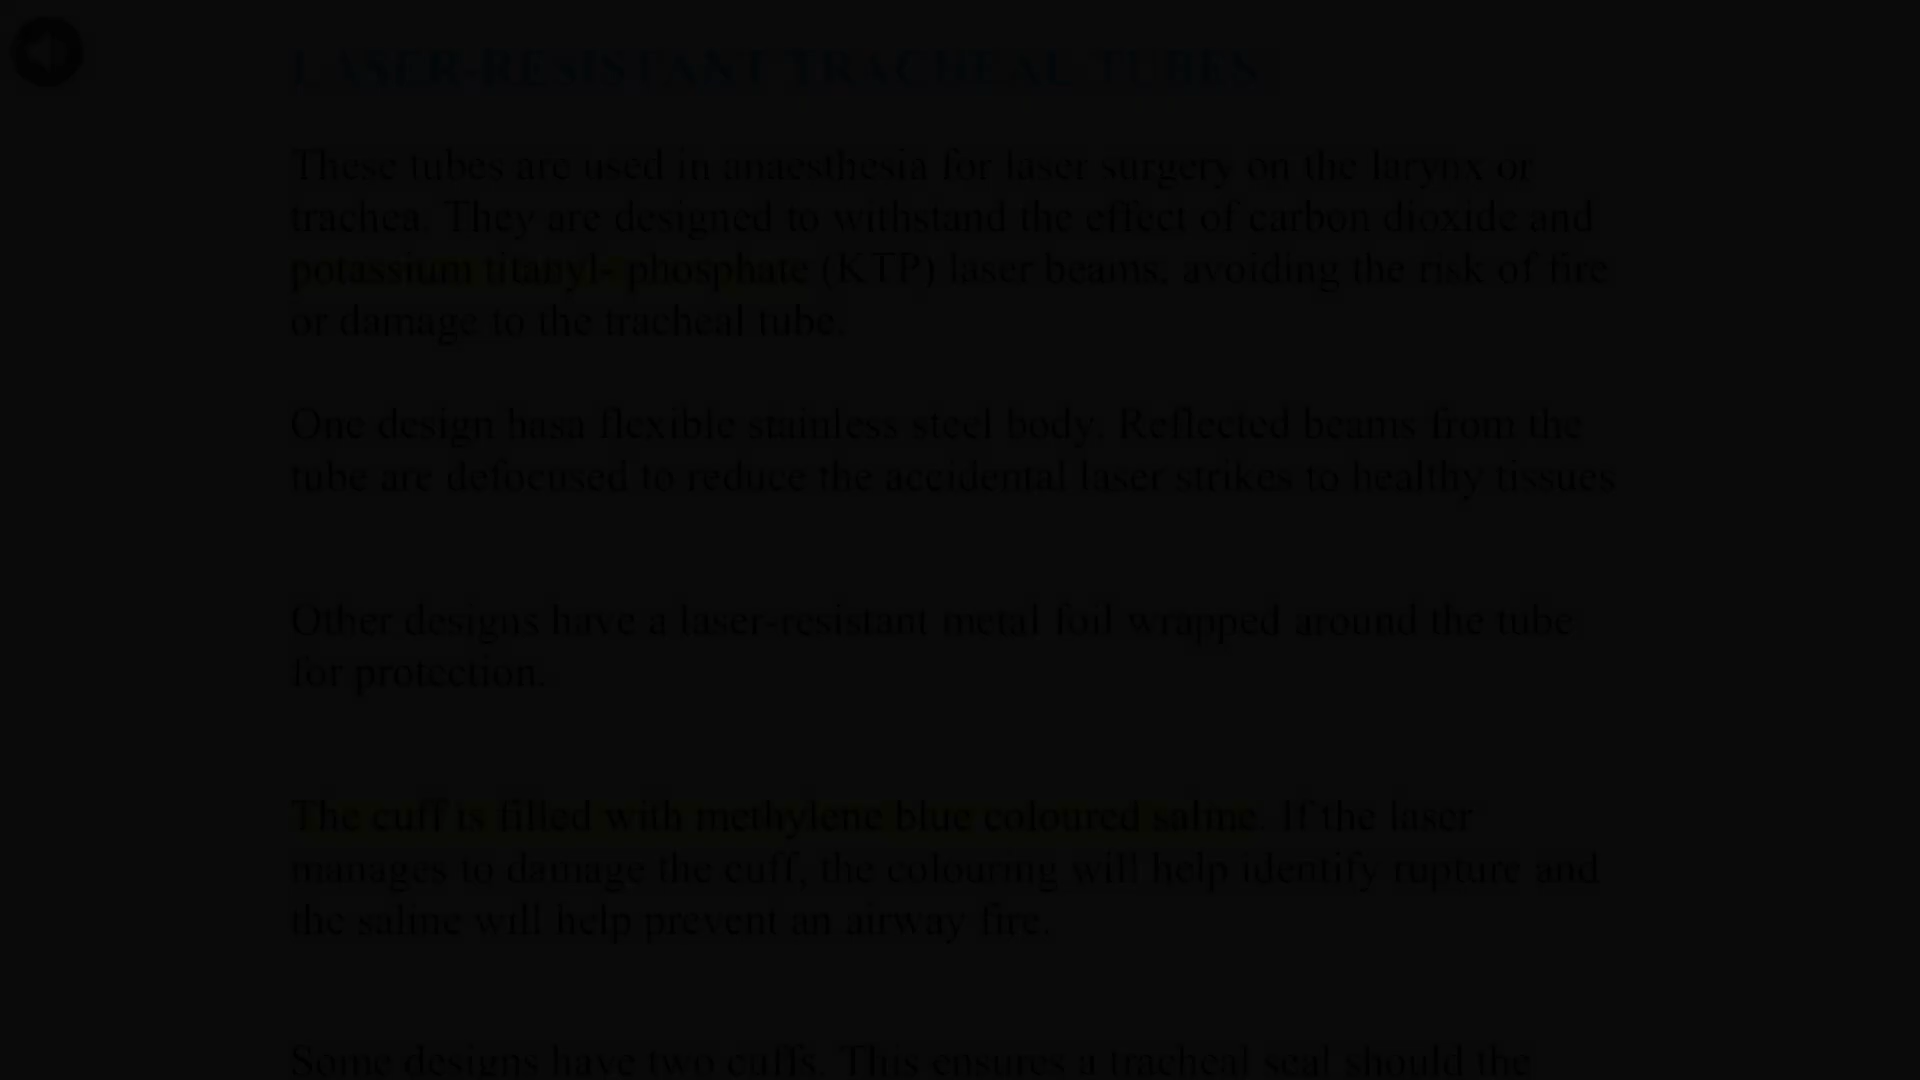 LASER-RESISTANT TRACHEAL TUBES
These tubes are used in anaesthesia for laser surgery on the larynx or
trachea. They are designed to withstand the effect of carbon dioxide and
potassium titanyl- phosphate (KTP) laser beams, avoiding the risk of fire
or damage to the tracheal tube.
One design hasa flexible stainless steel body. Reflected beams from the
tube are defocused to reduce the accidental laser strikes to healthy tissues
Other designs have a laser-resistant metal foil wrapped around the tube
for protection.
The cuff is filled with methylene blue coloured saline. If the laser
manages to damage the cuff, the colouring will help identify rupture and
the saline will help prevent an airway fire.
Some designs have two cuffs. This ensures a tracheal seal should the